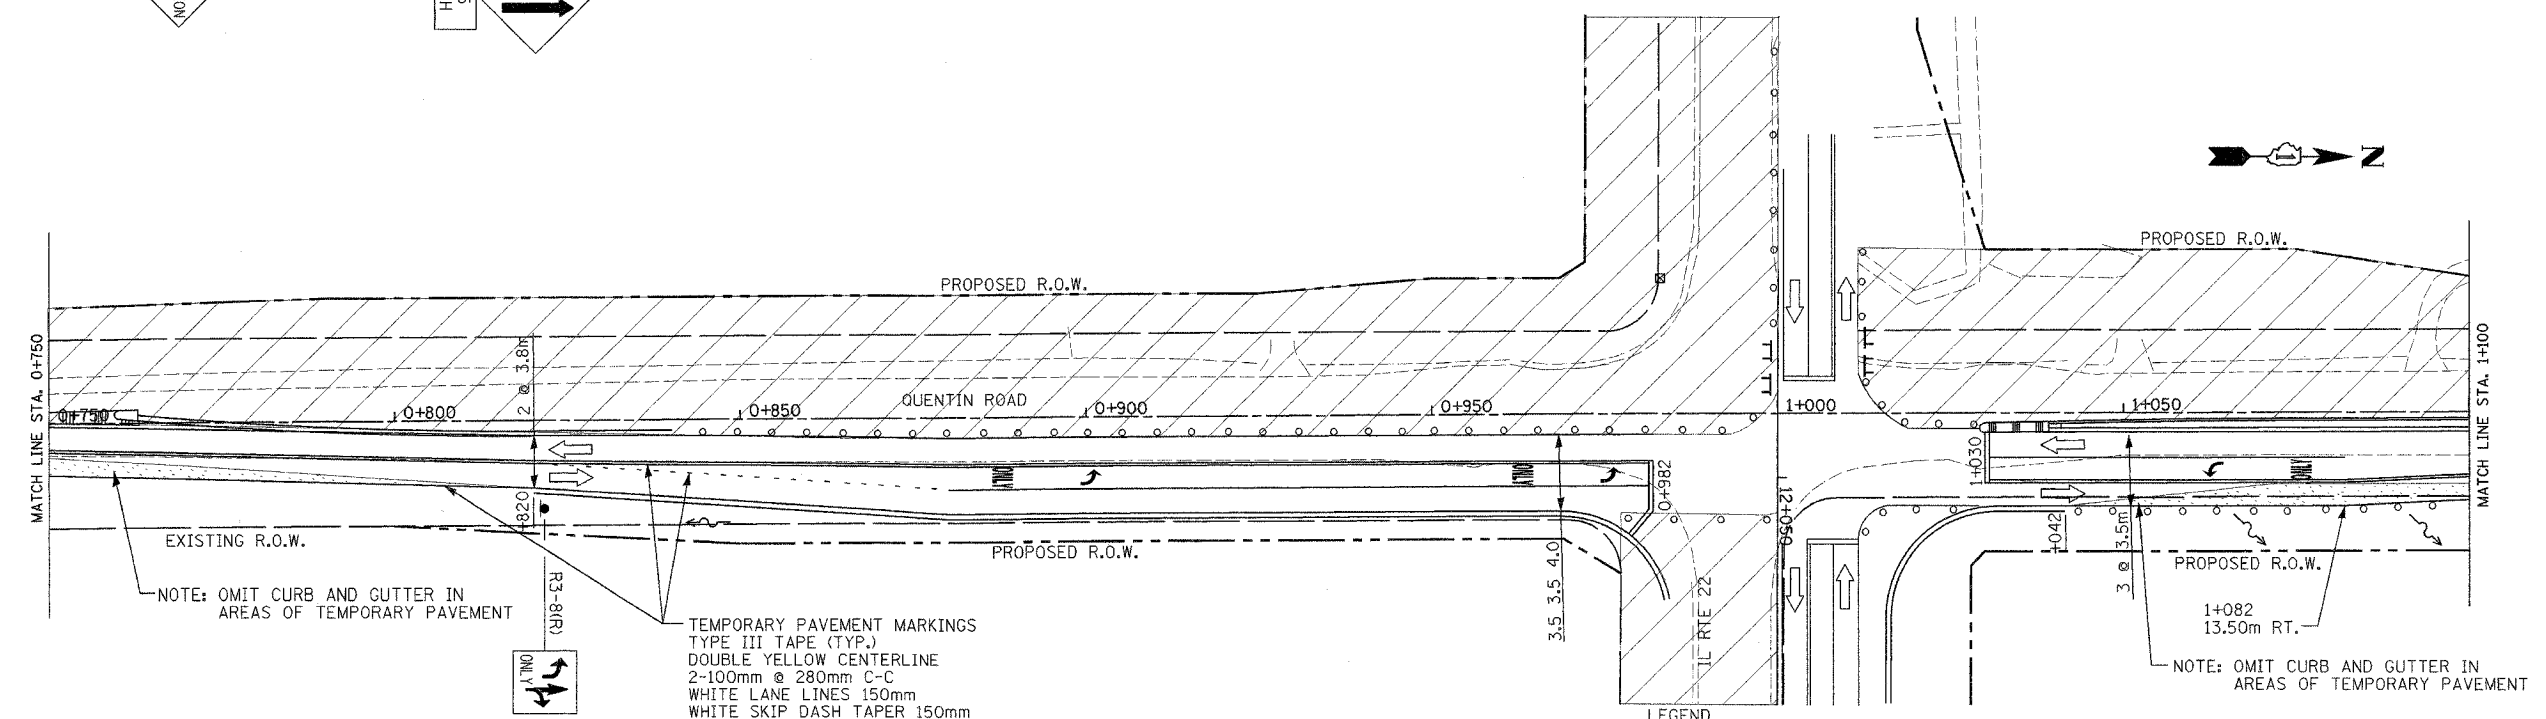 NO
H
MATCH LINE STA. 0+750
0+750
0+800
2 @ 3.8m
0+850
QUENTIN ROAD
0+900
0+950
1+000
1+050
PROPOSED R.O.W.
PROPOSED R.O.W.
N
MATCH LINE STA. 1+100
+820
EXISTING R.O.W.
PROPOSED R.O.W.
ONLY
ONLY
0+982
1+030
ONLY
12+050
+042
3 @ 3.5m
PROPOSED R.O.W.
NOTE: OMIT CURB AND GUTTER IN
AREAS OF TEMPORARY PAVEMENT
R3-8(R)
ONLY
TEMPORARY PAVEMENT MARKINGS
TYPE III TAPE (TYP.)
DOUBLE YELLOW CENTERLINE
2-100mm @ 280mm C-C
WHITE LANE LINES 150mm
WHITE SKIP DASH TAPER 150mm
3.5 3.5 4.0
IL RTE 22
1+082
13.50m RT.
NOTE: OMIT CURB AND GUTTER IN
AREAS OF TEMPORARY PAVEMENT
LEGEND